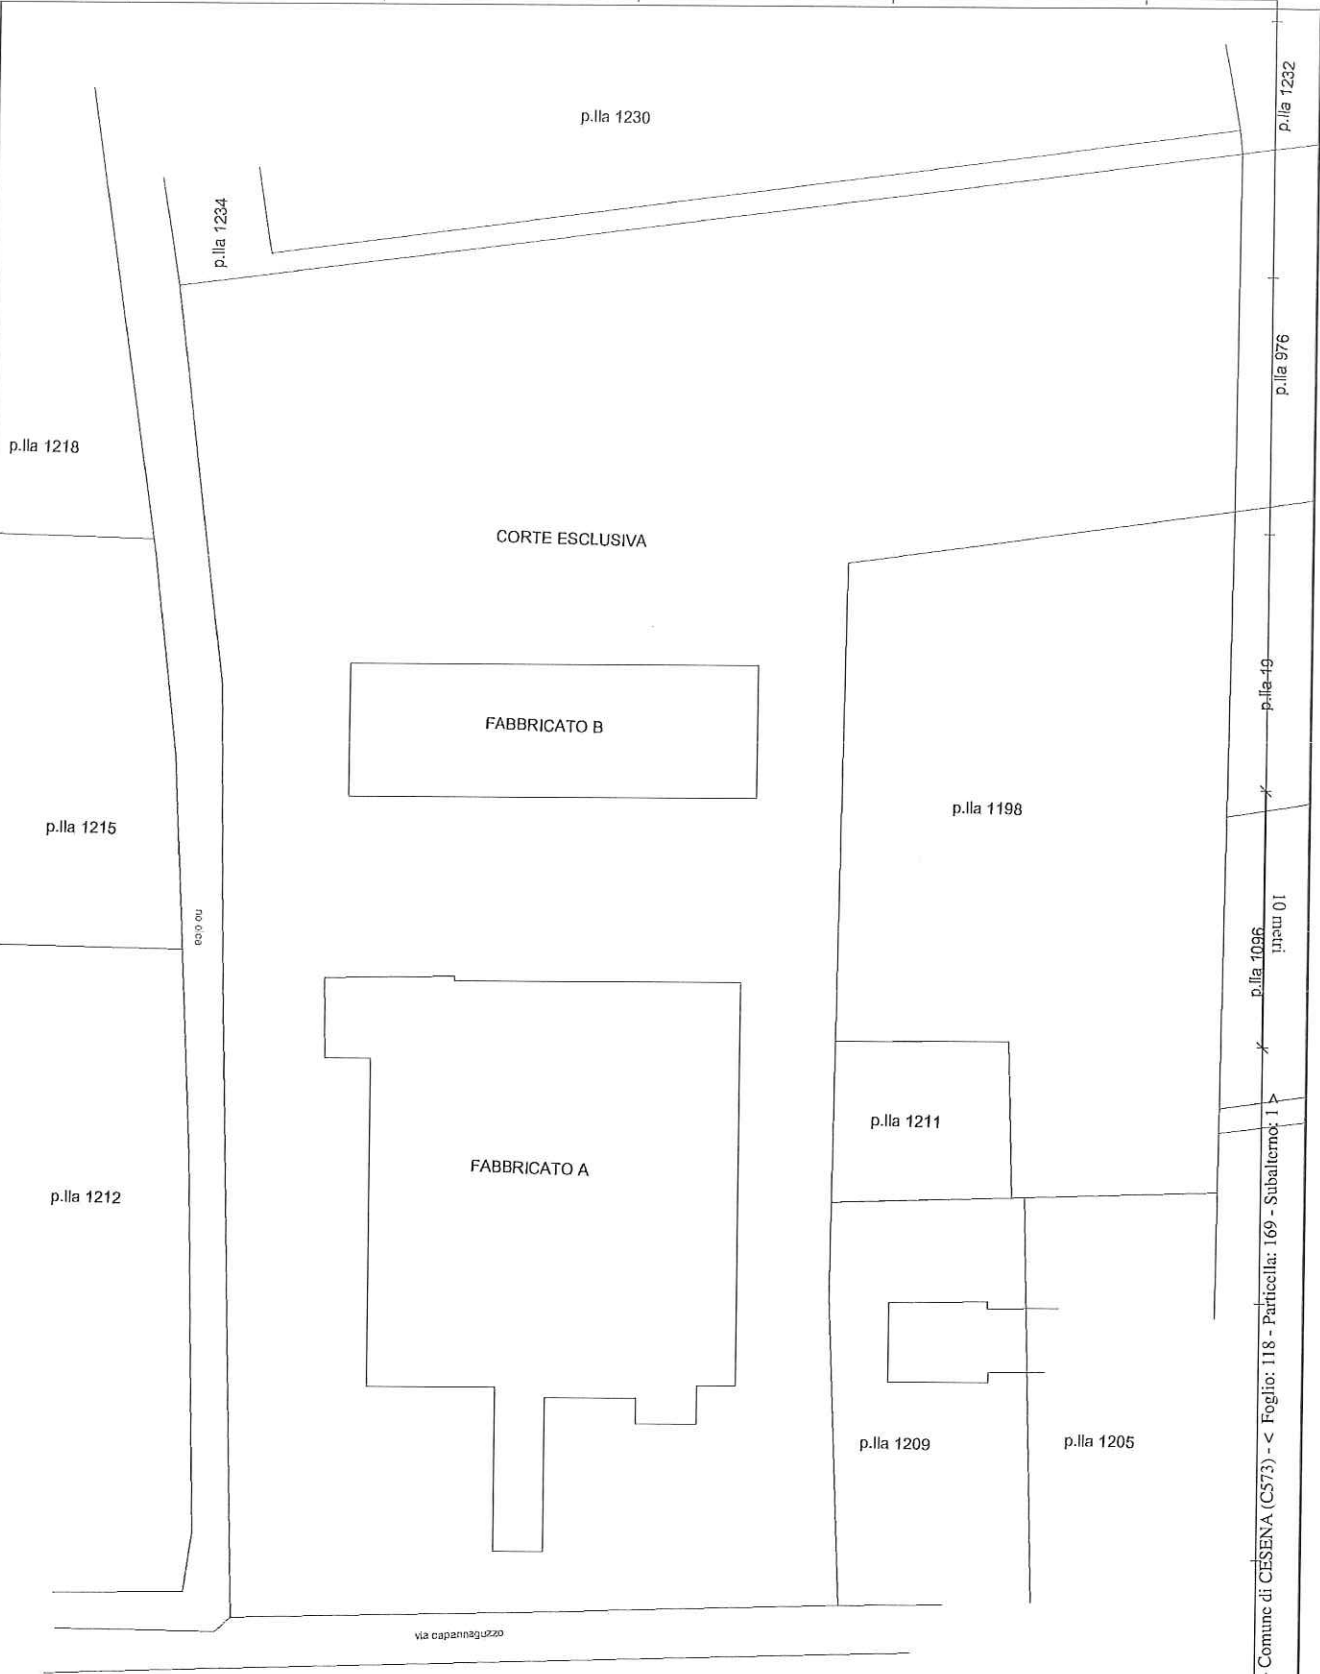 p.lla 1230
p.lla 1232
p.lla 1234
p.lla 976
p.lla 1218
CORTE ESCLUSIVA
p.lla 19
FABBRICATO B
p.lla 1198
p.lla 1215
10 metri
p.lla 1096
p.lla 1211
FABBRICATO A
p.lla 1212
p.lla 1209
p.lla 1205
Comune di CESENA (C573) - < Foglio: 118 - Particella: 169 - Subalterno: 1 >
via capannaguzzo